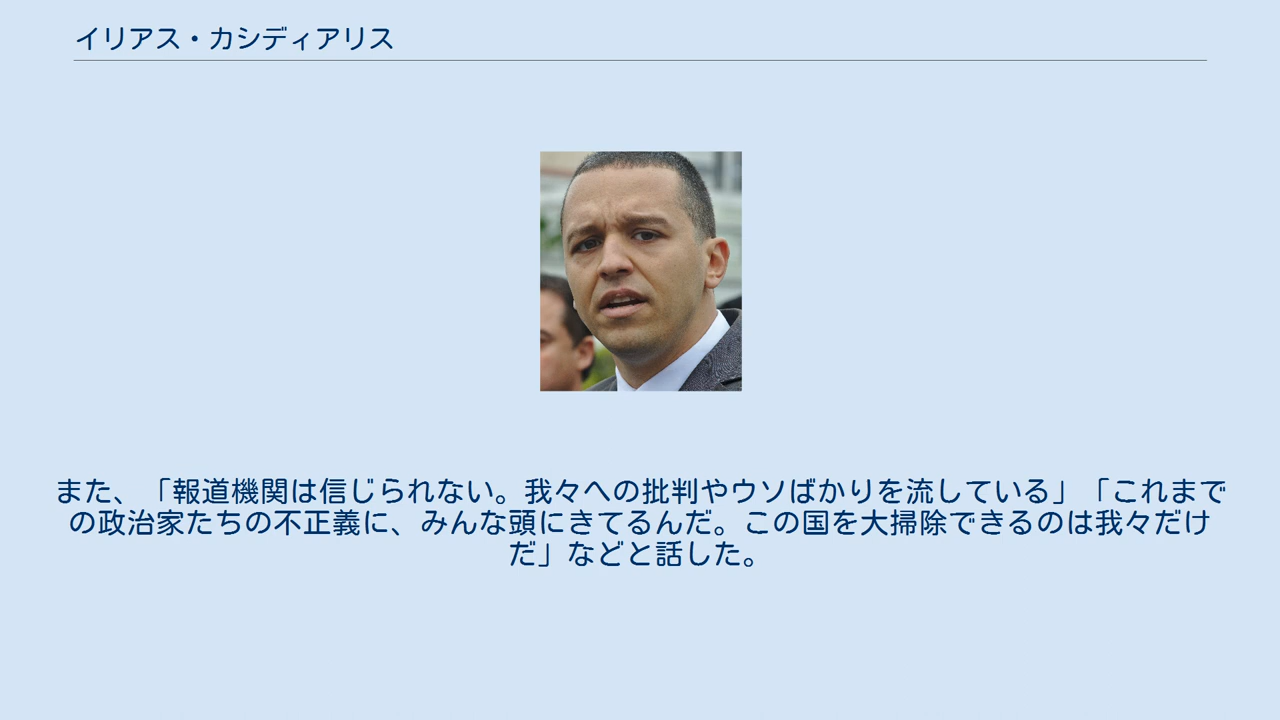 イリアス・カシディアリス
また、「報道機関は信じられない。我々への批判やウソばかりを流している」「これまで
の政治家たちの不正義に、みんな頭にきてるんだ。この国を大掃除できるのは我々だけ
だ」などと話した。